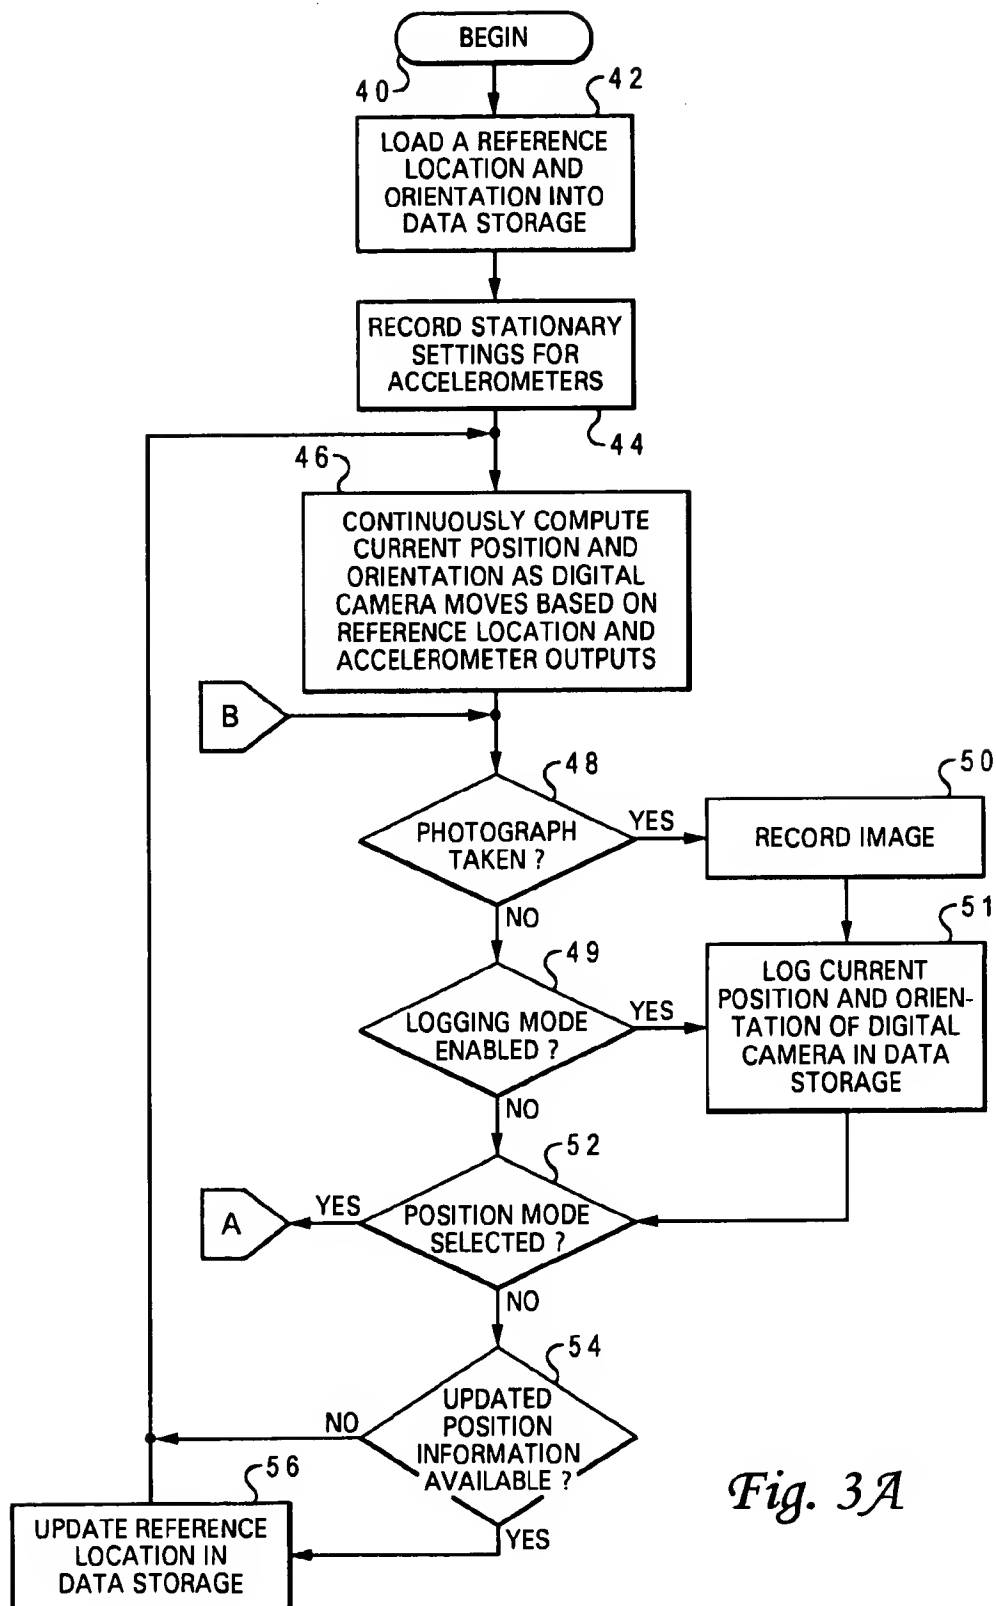 BEGIN
40
42
LOAD A REFERENCE
LOCATION AND
ORIENTATION INTO
DATA STORAGE
RECORD STATIONARY
SETTINGS FOR
ACCELEROMETERS
44
46
CONTINUOUSLY COMPUTE
CURRENT POSITION AND
ORIENTATION AS DIGITAL
CAMERA MOVES BASED ON
REFERENCE LOCATION AND
ACCELEROMETER OUTPUTS
B
48
PHOTOGRAPH
TAKEN ?
YES
50
RECORD IMAGE
NO
49
LOGGING MODE
ENABLED ?
YES
51
LOG CURRENT
POSITION AND ORIEN-
TATION OF DIGITAL
CAMERA IN DATA
STORAGE
NO
52
POSITION MODE
SELECTED ?
YES
A
NO
54
UPDATED
POSITION
INFORMATION
AVAILABLE ?
NO
YES
56
UPDATE REFERENCE
LOCATION IN
DATA STORAGE
Fig. 3A